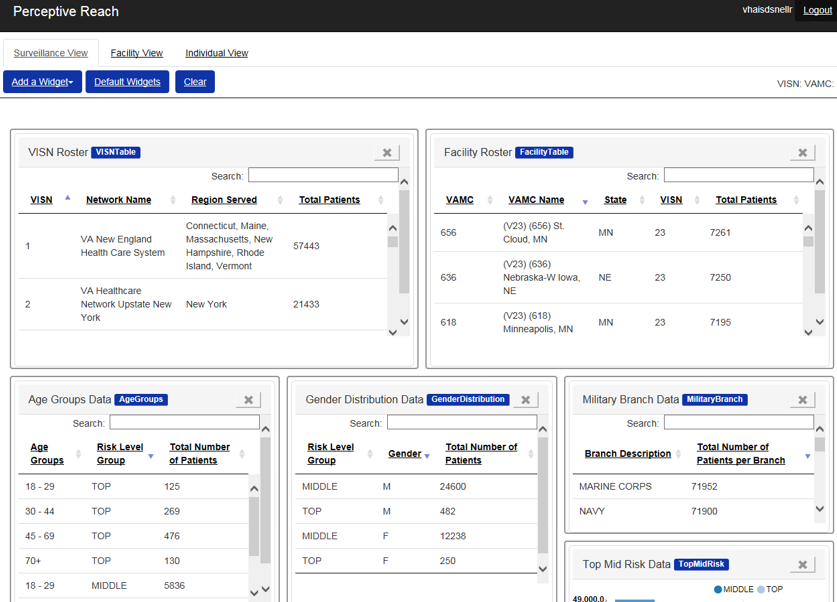 Perceptive Reach
vhaisdsnellr Logout
Surveillance View Facility View Individual View
Add a Widget Default Widgets Clear
VISN: VAMC:
VISN Roster VISNTable
Search:
VISN Network Name Region Served Total Patients
1 VA New England Health Care System Connecticut, Maine, Massachusetts, New Hampshire, Rhode Island, Vermont 57443
2 VA Healthcare Network Upstate New York New York 21433
Facility Roster FacilityTable
Search:
VAMC VAMC Name State VISN Total Patients
656 (V23) (656) St. Cloud, MN MN 23 7261
636 (V23) (636) Nebraska-W Iowa, NE NE 23 7250
618 (V23) (618) Minneapolis, MN MN 23 7195
Age Groups Data AgeGroups
Search:
Age Groups Risk Level Group Total Number of Patients
18 - 29 TOP 125
30 - 44 TOP 269
45 - 69 TOP 476
70+ TOP 130
18 - 29 MIDDLE 5836
Gender Distribution Data GenderDistribution
Search:
Risk Level Group Gender Total Number of Patients
MIDDLE M 24600
TOP M 482
MIDDLE F 12238
TOP F 250
Military Branch Data MilitaryBranch
Search:
Branch Description Total Number of Patients per Branch
MARINE CORPS 71952
NAVY 71900
Top Mid Risk Data TopMidRisk
MIDDLE TOP
49,000.0